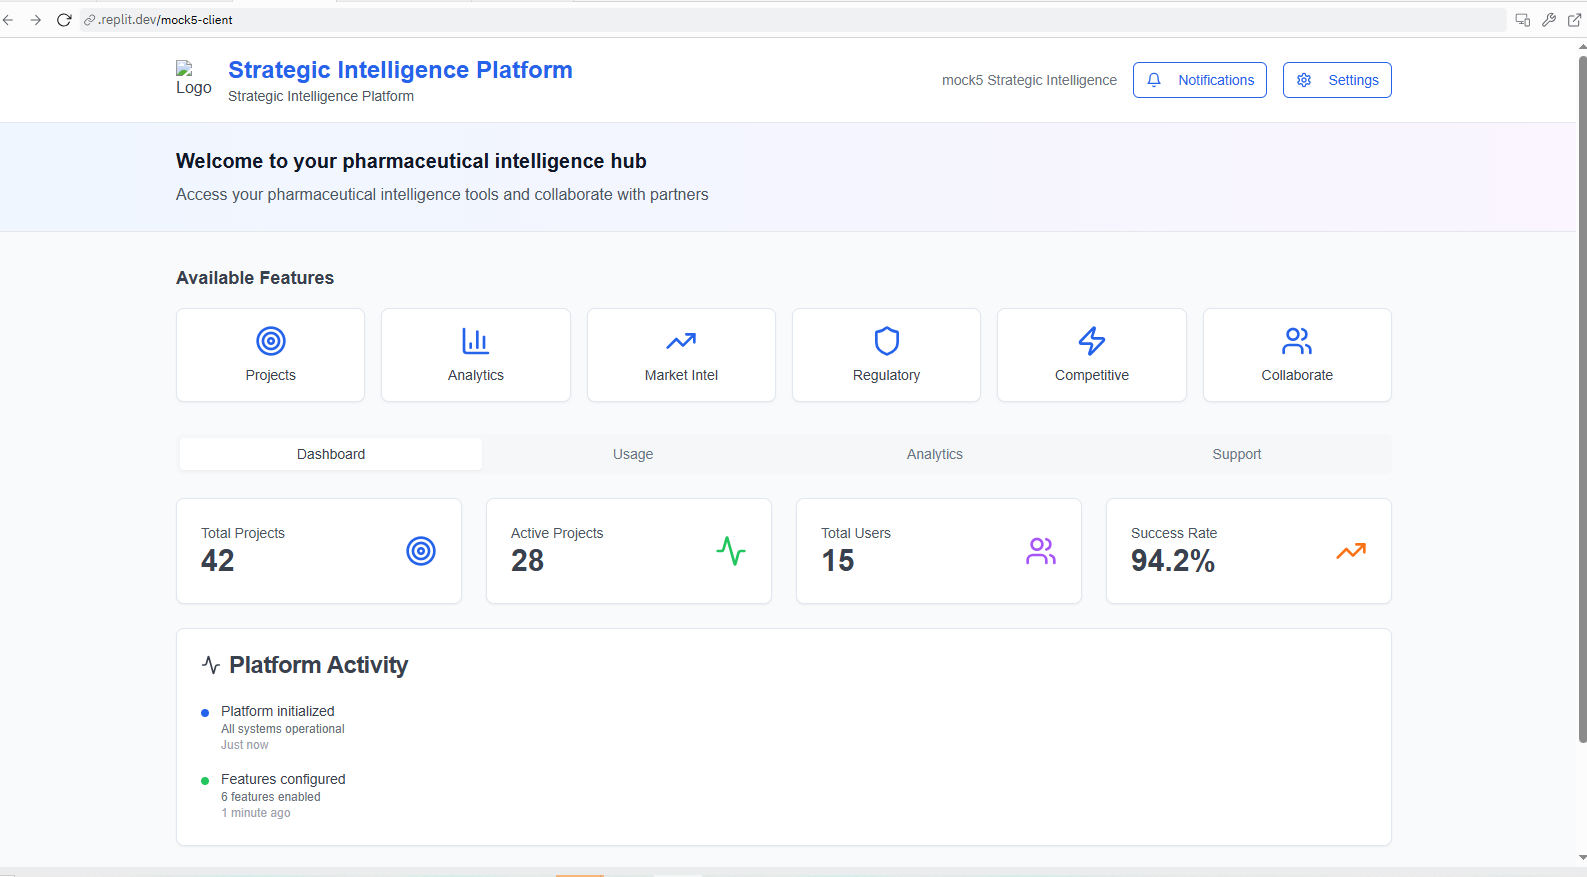 .replit.dev/mock5-client
Logo
Strategic Intelligence Platform
Strategic Intelligence Platform
mock5 Strategic Intelligence
Notifications
Settings
Welcome to your pharmaceutical intelligence hub
Access your pharmaceutical intelligence tools and collaborate with partners
Available Features
Projects
Analytics
Market Intel
Regulatory
Competitive
Collaborate
Dashboard
Usage
Analytics
Support
Total Projects
42
Active Projects
28
Total Users
15
Success Rate
94.2%
Platform Activity
Platform initialized
All systems operational
Just now
Features configured
6 features enabled
1 minute ago